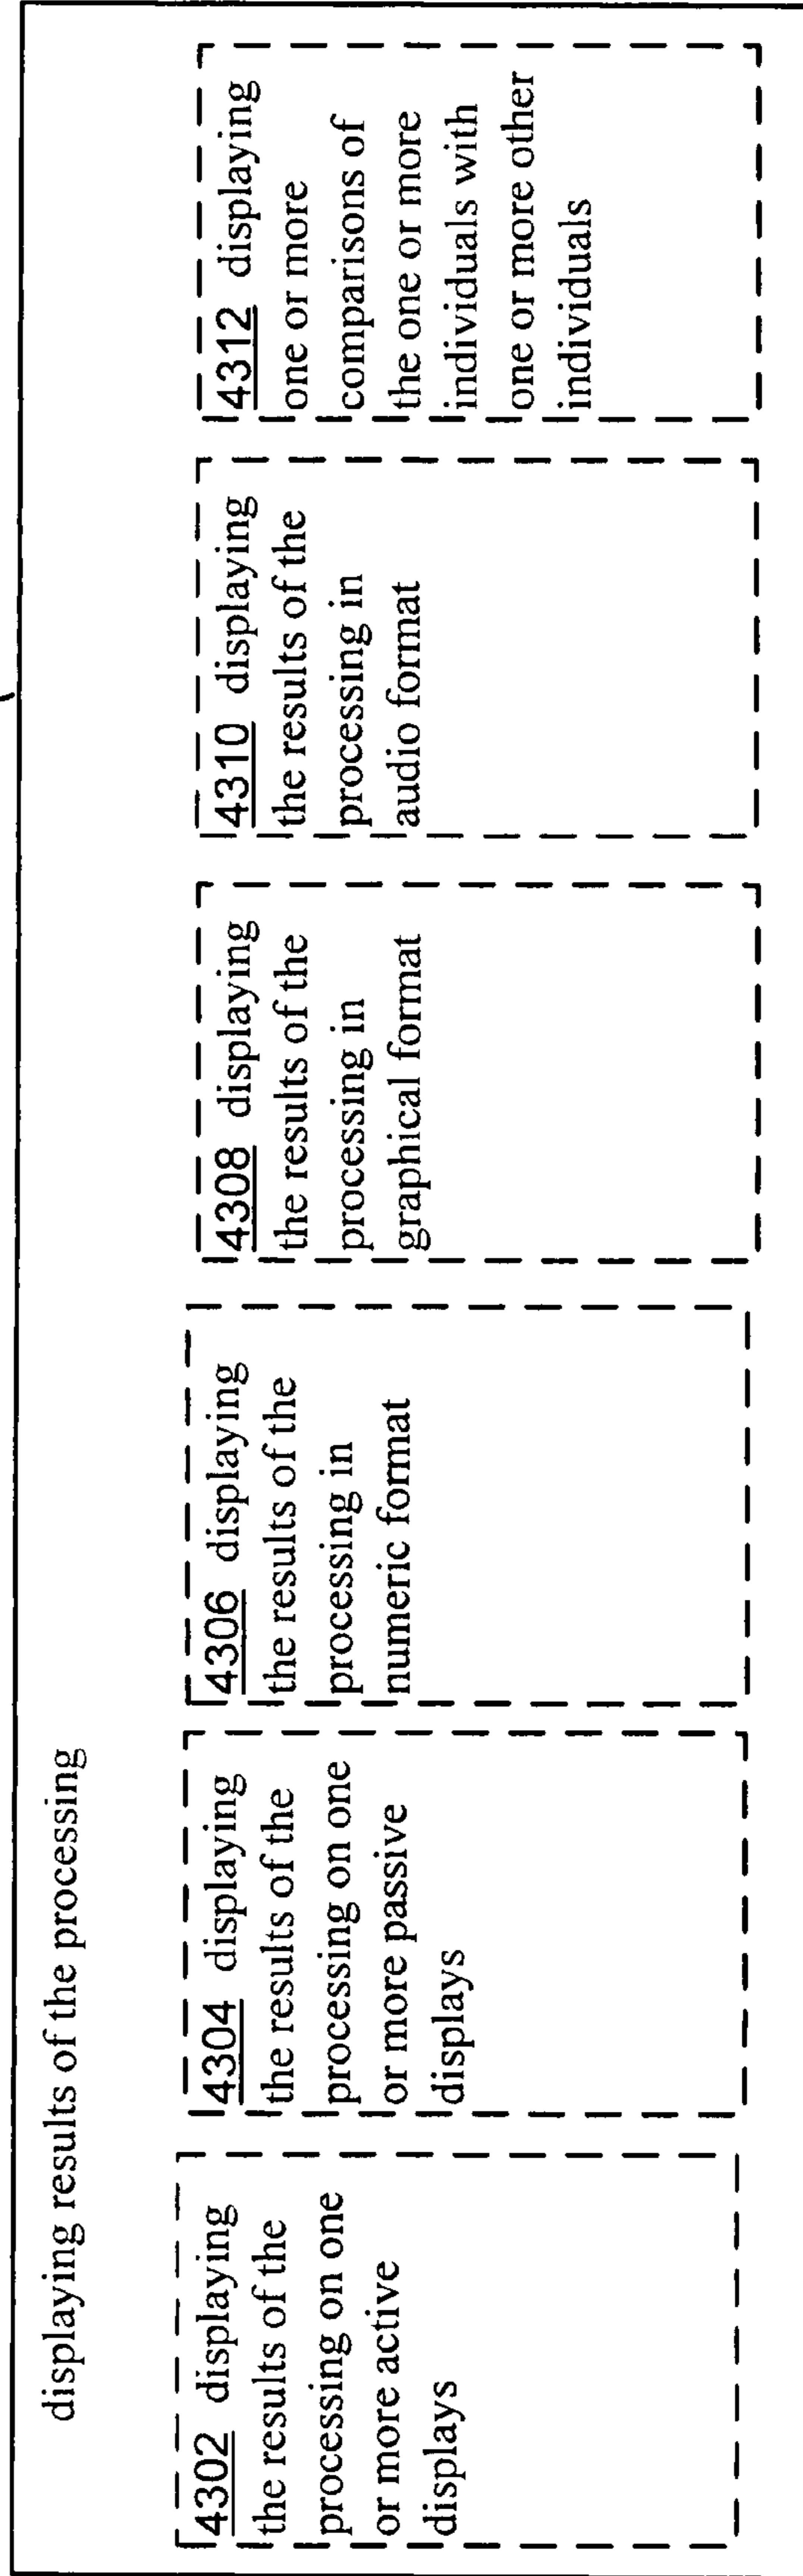 displaying results of the processing
4302 displaying
the results of the
processing on one
or more active
displays
4304 displaying
the results of the
processing on one
or more passive
displays
4306 displaying
the results of the
processing in
numeric format
4308 displaying
the results of the
processing in
graphical format
4310 displaying
the results of the
processing in
audio format
4312 displaying
one or more
comparisons of
the one or more
individuals with
one or more other
individuals